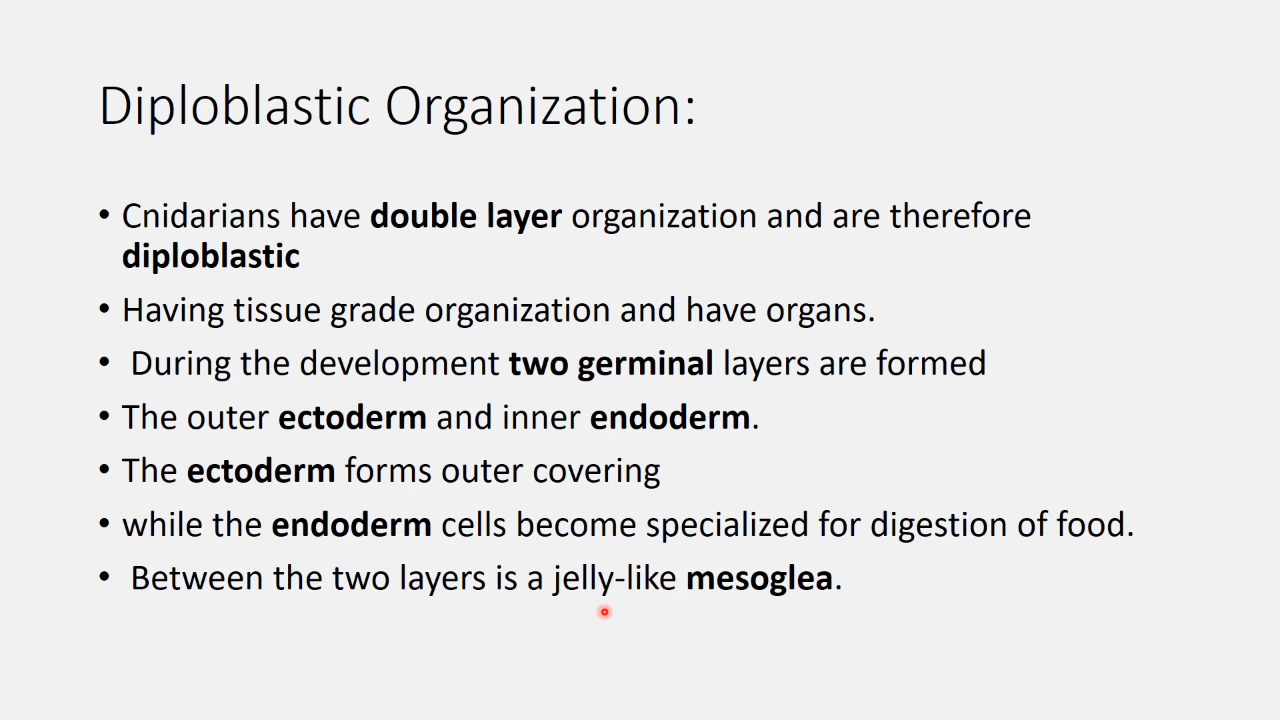 Diploblastic Organization:
• Cnidarians have double layer organization and are therefore
diploblastic
• Having tissue grade organization and have organs.
• During the development two germinal layers are formed
• The outer ectoderm and inner endoderm.
• The ectoderm forms outer covering
• while the endoderm cells become specialized for digestion of food.
• Between the two layers is a jelly-like mesoglea.